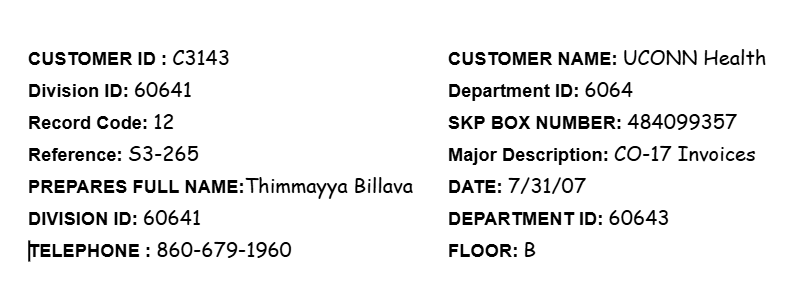 CUSTOMER ID : C3143
Division ID: 60641
Record Code: 12
Reference: S3-265
PREPARES FULL NAME:Thimmayya Billava
DIVISION ID: 60641
TELEPHONE : 860-679-1960
CUSTOMER NAME: UCONN Health
Department ID: 6064
SKP BOX NUMBER: 484099357
Major Description: CO-17 Invoices
DATE: 7/31/07
DEPARTMENT ID: 60643
FLOOR: B